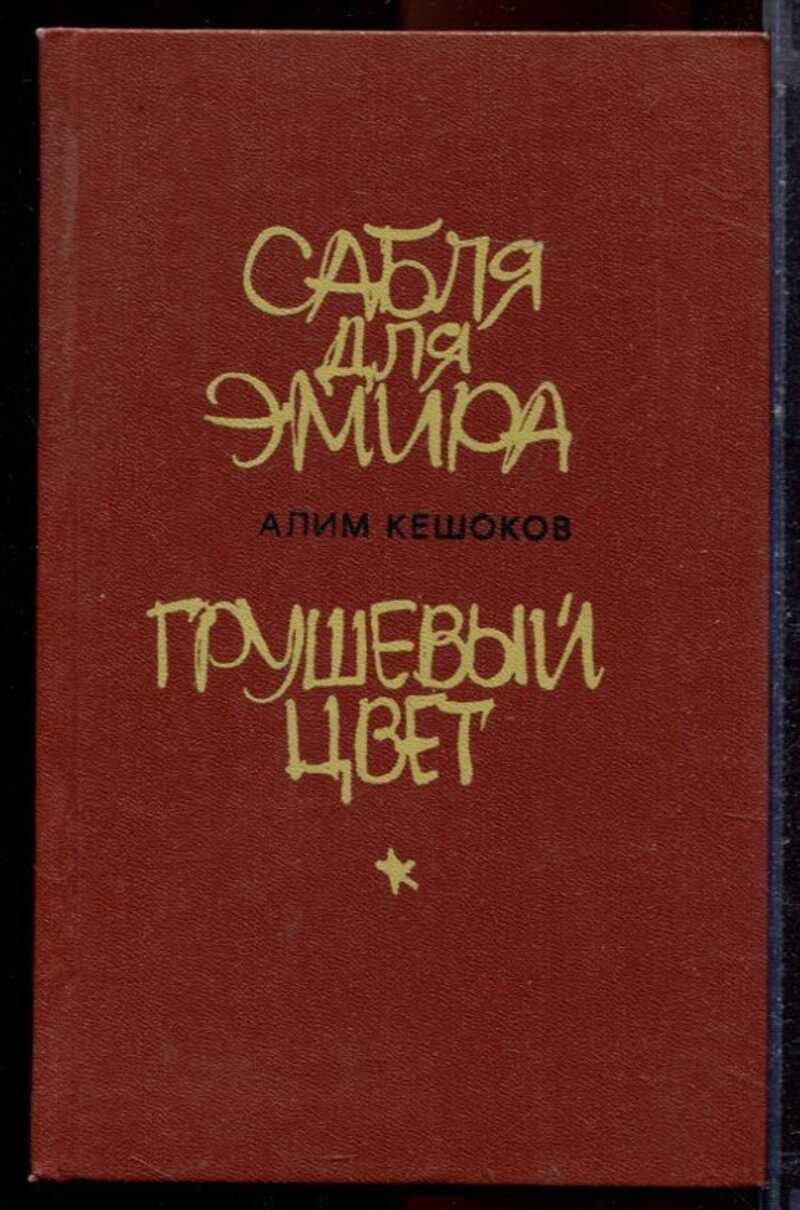 САБЛЯ
ДЛЯ
ЭМИРА
АЛИМ КЕШОКОВ
ГРУШЕВЫЙ
ЦВЕТ